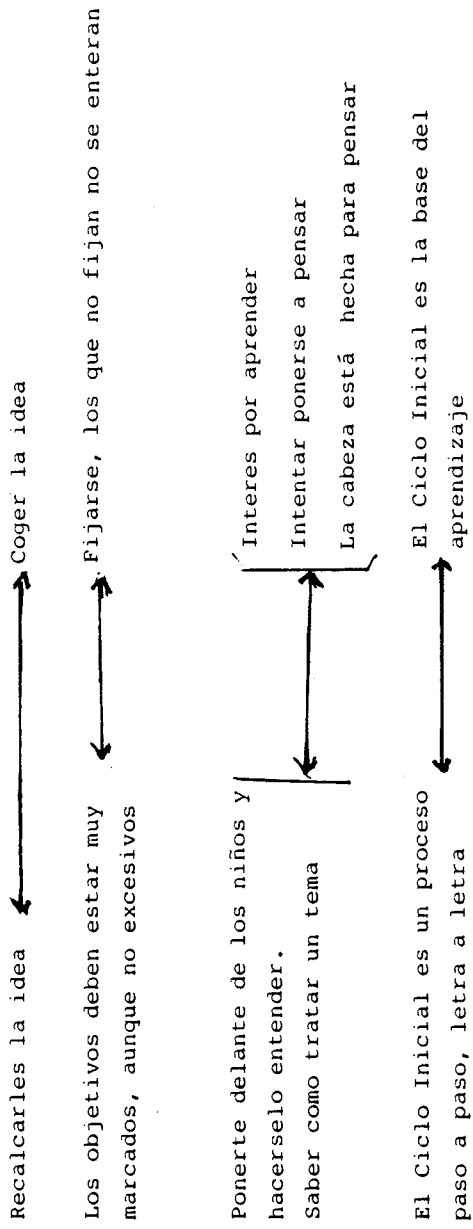 Recalcarles la idea
Coger la idea
Los objetivos deben estar muy
marcados, aunque no excesivos
Fijarse, los que no fijan no se enteran
Ponerte delante de los niños y
hacerselo entender.
Saber como tratar un tema
Interes por aprender
Intentar ponerse a pensar
La cabeza está hecha para pensar
El Ciclo Inicial es un proceso
paso a paso, letra a letra
El Ciclo Inicial es la base del
aprendizaje